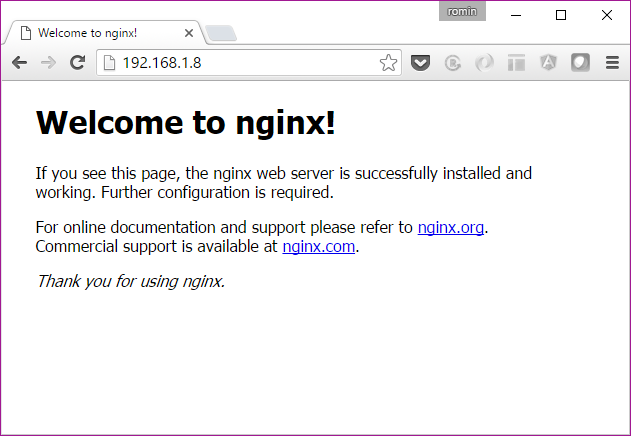 romin
Welcome to nginx!
192.168.1.8
Welcome to nginx!
If you see this page, the nginx web server is successfully installed and
working. Further configuration is required.
For online documentation and support please refer to nginx.org.
Commercial support is available at nginx.com.
Thank you for using nginx.